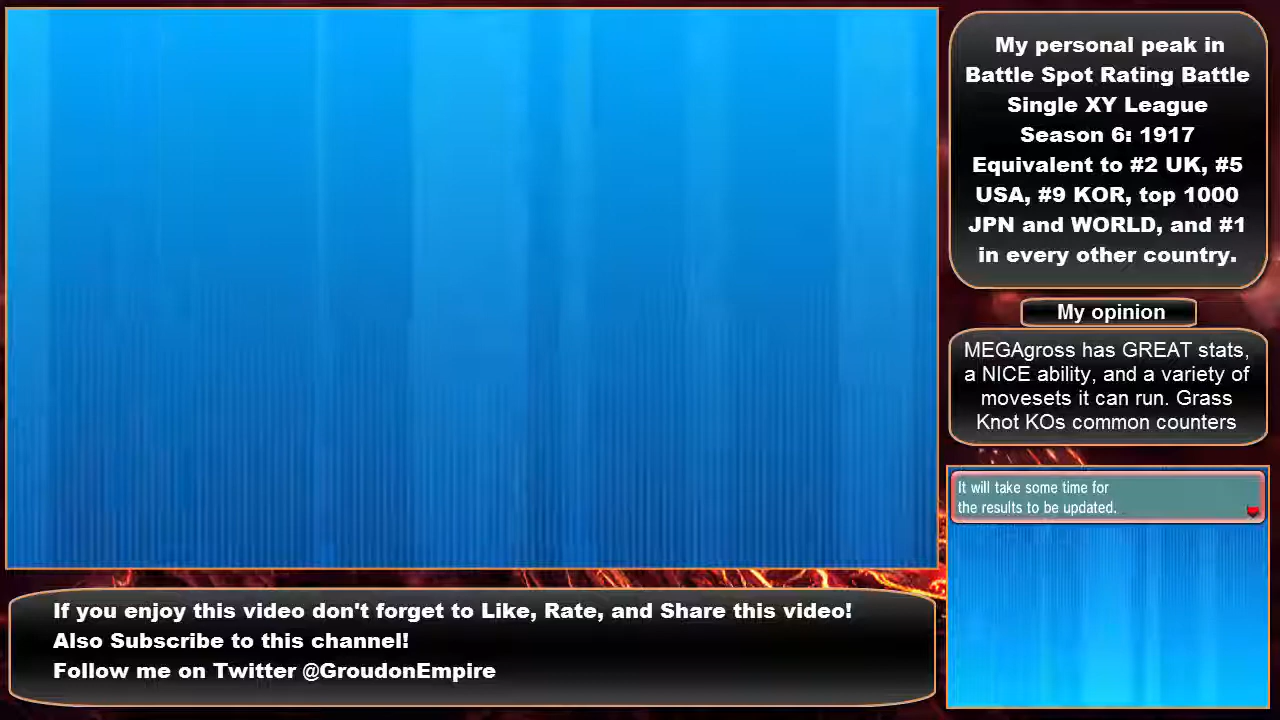 My personal peak in
Battle Spot Rating Battle
Single XY League
Season 6: 1917
Equivalent to #2 UK, #5
USA, #9 KOR, top 1000
JPN and WORLD, and #1
in every other country.
My opinion
MEGAgross has GREAT stats,
a NICE ability, and a variety of
movesets it can run. Grass
Knot KOs common counters
It will take some time for
the results to be updated.
If you enjoy this video don't forget to Like, Rate, and Share this video!
Also Subscribe to this channel!
Follow me on Twitter @GroudonEmpire